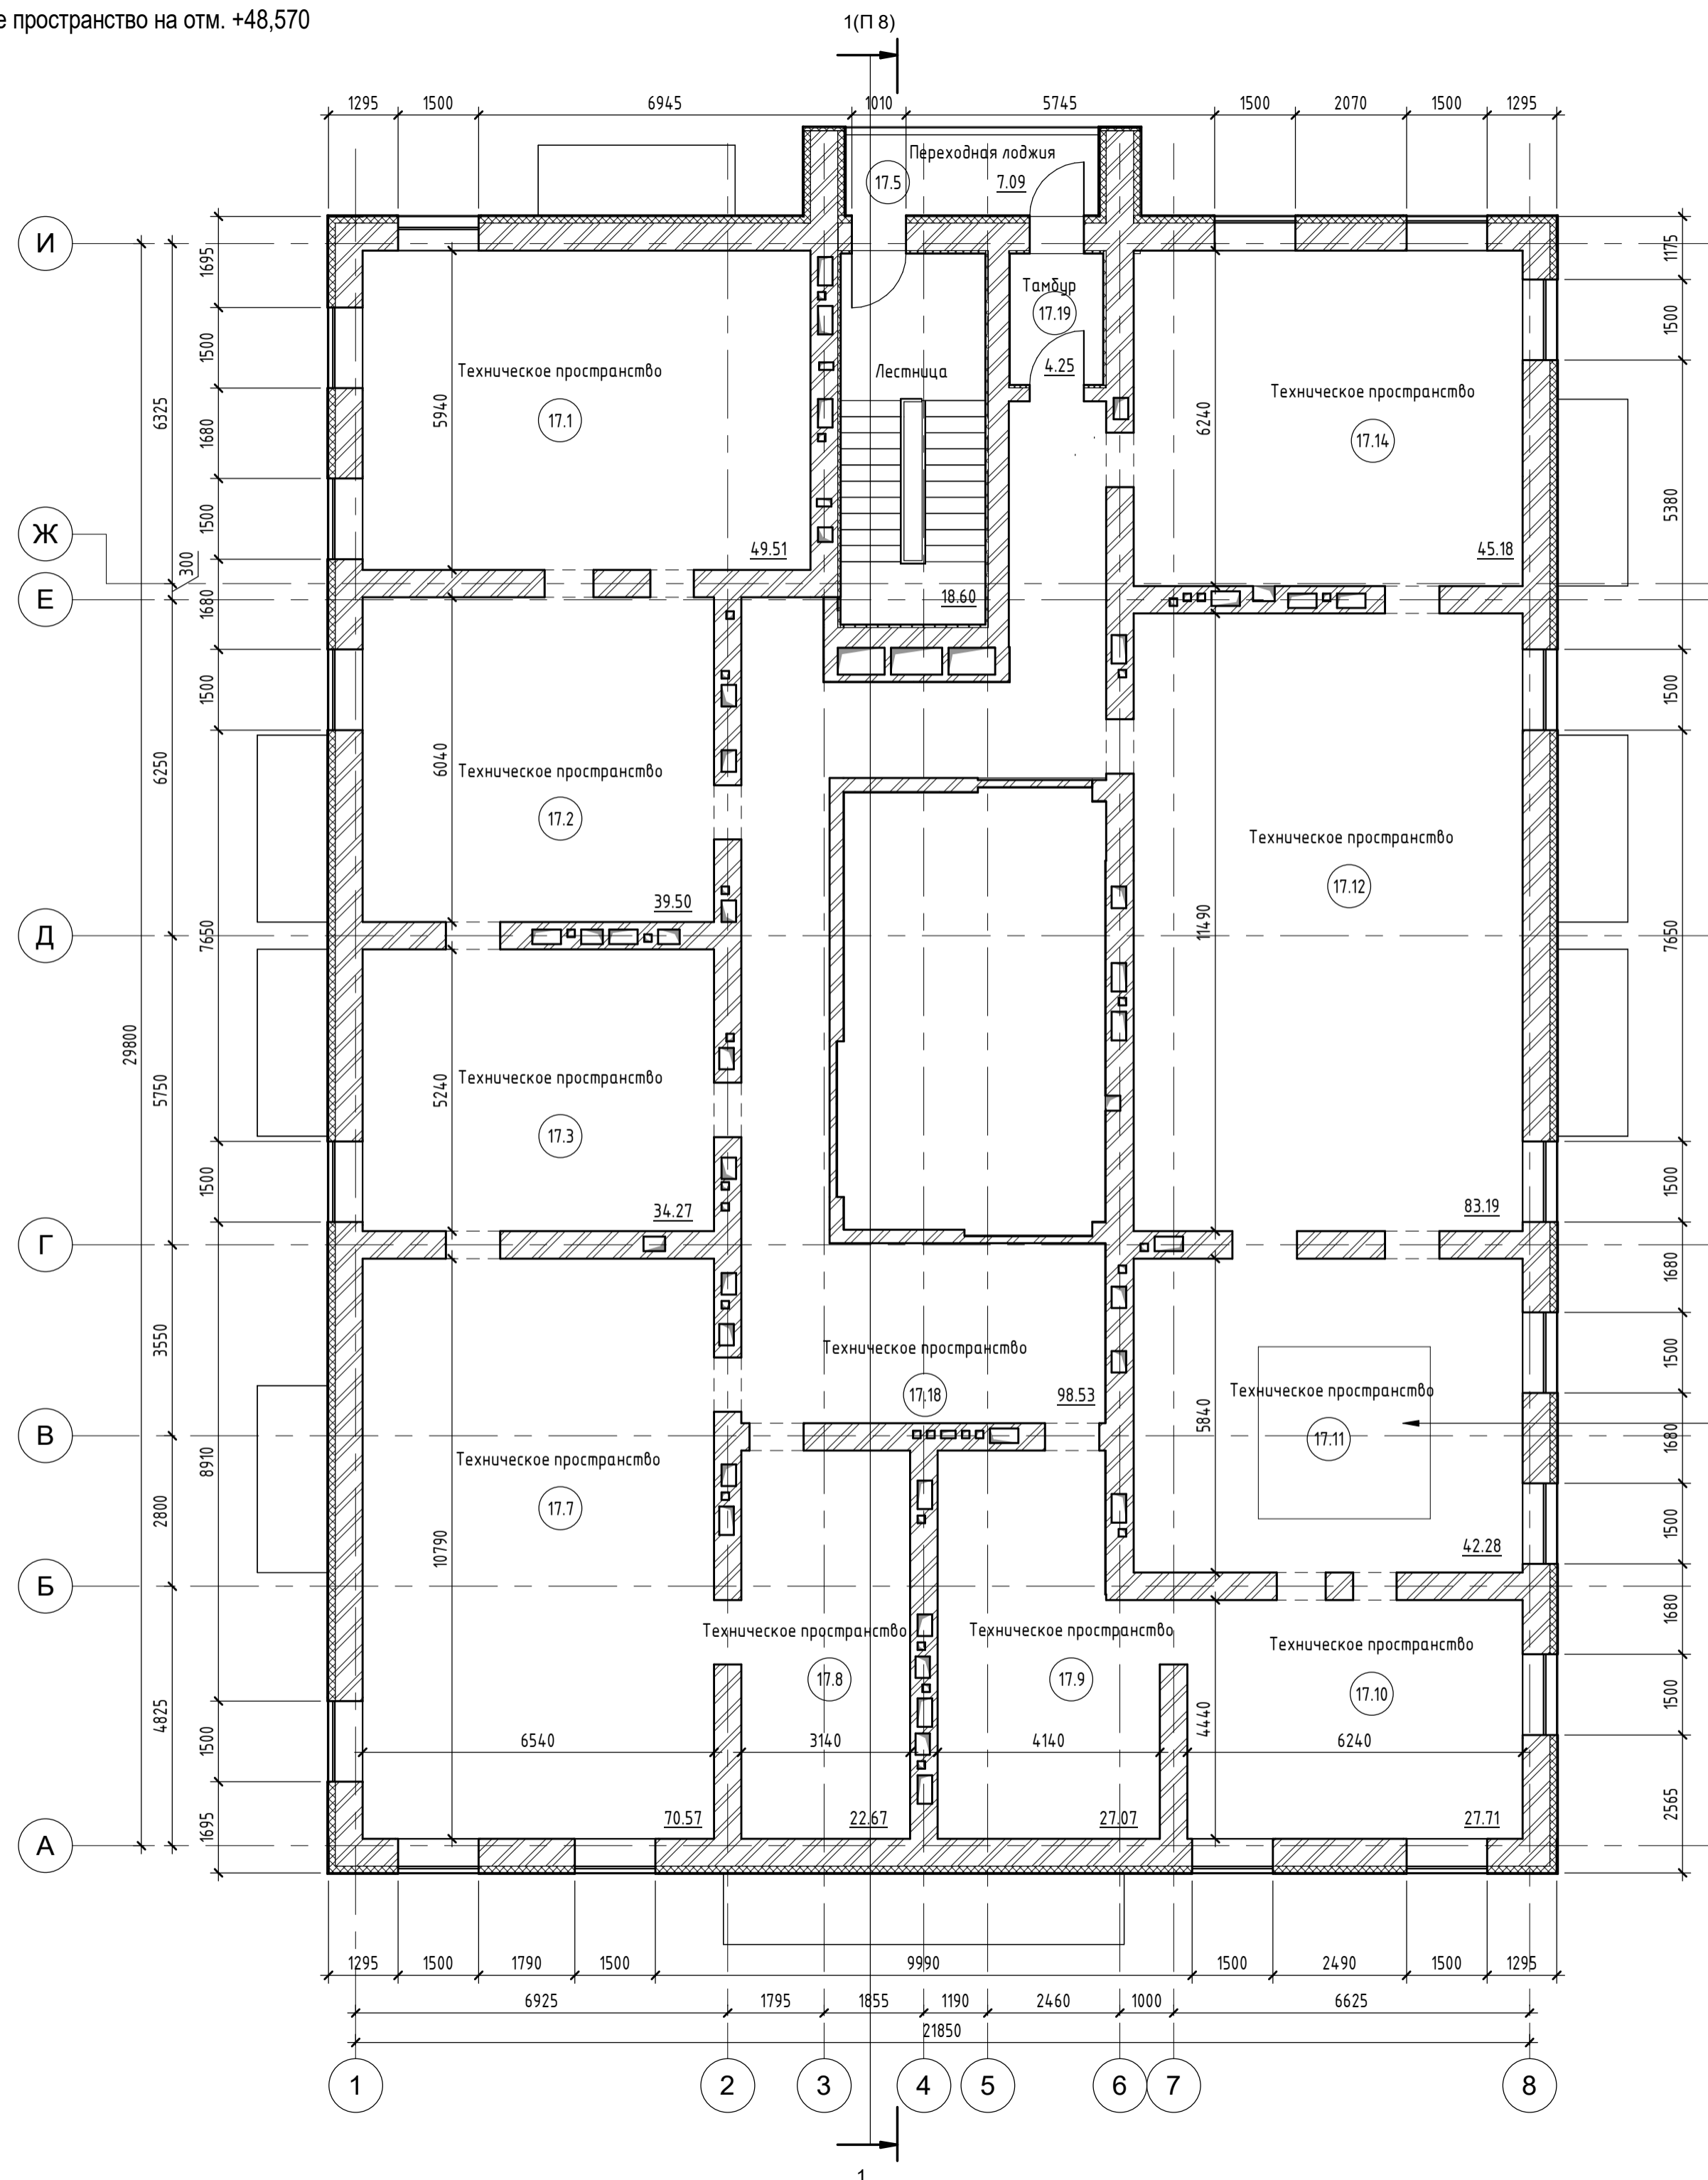 е пространство на отм. +48,570
1(П 8)
1295 1500 6945 1010 5745 1500 2070 1500 1295
Переходная лоджия
17.5 7.09
И
1695 1175
Тамбур
17.19
1500 1500
Техническое пространство
17.1
5940
6325
Лестница
4.25
6240
Техническое пространство
17.14
1680
1500
5380
Ж
300
49.51
45.18
Е
18.60
1680
1500 1500
6250
6040
Техническое пространство
17.2
Техническое пространство
17.12
39.50
Д
7650
11490
7650
29800
5750
5240
Техническое пространство
17.3
1500 1500
34.27
83.19
Г
1680
3550
Техническое пространство
17.18
98.53
1500
Техническое пространство
17.11
5840
В
1680
8910
Техническое пространство
17.7
2800
10790
1500
42.28
Б
1680
Техническое пространство
17.8
Техническое пространство
17.9
Техническое пространство
17.10
4825
4440
1500
1500
6540 3140 4140 6240
1695
2565
70.57 22.67 27.07 27.71
А
1295 1500 1790 1500 9990 1500 2490 1500 1295
6925 1795 1855 1190 2460 1000 6625
21850
1 2 3 4 5 6 7 8
1